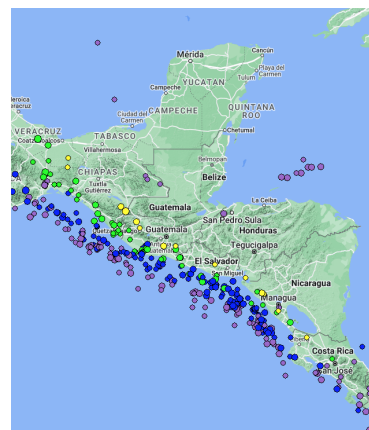 Mérida
Cancún
Playa del
Carmen
Tulum
YUCATAN
Campeche
QUINTANA
ROO
CAMPECHE
Ciudad del
Carmen
Chetumal
VERACRUZ
TABASCO
Villahermosa
Belmopan
Belize
CHIAPAS
Tuxtla
Gutiérrez
La Ceiba
Guatemala
San Pedro Sula
Honduras
Guatemala
Tegucigalpa
El Salvador
San Miguel
Nicaragua
Managua
Costa Rica
San José